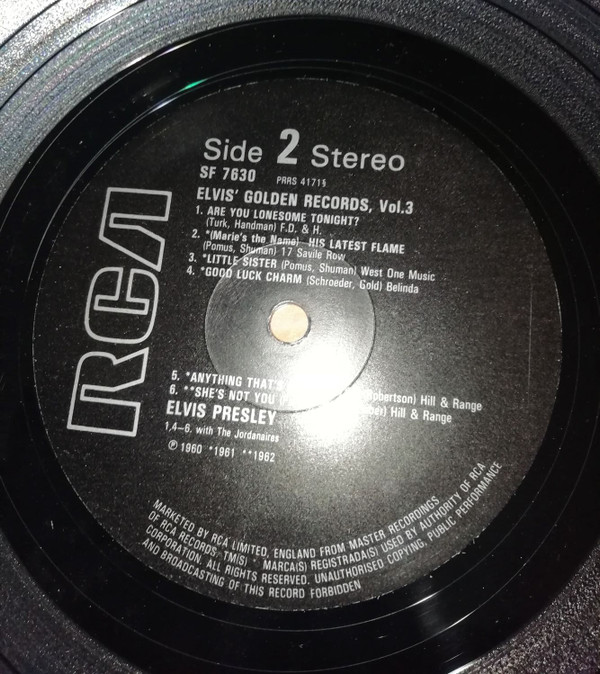 Side 2 Stereo
SF 7630 PRRS 4171§
ELVIS' GOLDEN RECORDS, Vol.3
1. ARE YOU LONESOME TONIGHT?
(Turk, Handman) F.D. & H.
2. *(Marie's the Name) HIS LATEST FLAME
(Pomus, Shuman) 17 Savile Row
3. *LITTLE SISTER (Pomus, Shuman) West One Music
4. *GOOD LUCK CHARM (Schroeder, Gold) Belinda
5. *ANYTHING THAT'S Hill & Range
6. **SHE'S NOT YOU Hill & Range
ELVIS PRESLEY
1,4–6. with The Jordanaires
℗ 1960 *1961 **1962
RCA
MARKETED BY RCA LIMITED, ENGLAND FROM MASTER RECORDINGS
OF RCA RECORDS. TM(S) ® MARCA(S) REGISTRADA(S) USED BY AUTHORITY OF RCA
CORPORATION. ALL RIGHTS RESERVED. UNAUTHORISED COPYING, PUBLIC PERFORMANCE
AND BROADCASTING OF THIS RECORD FORBIDDEN